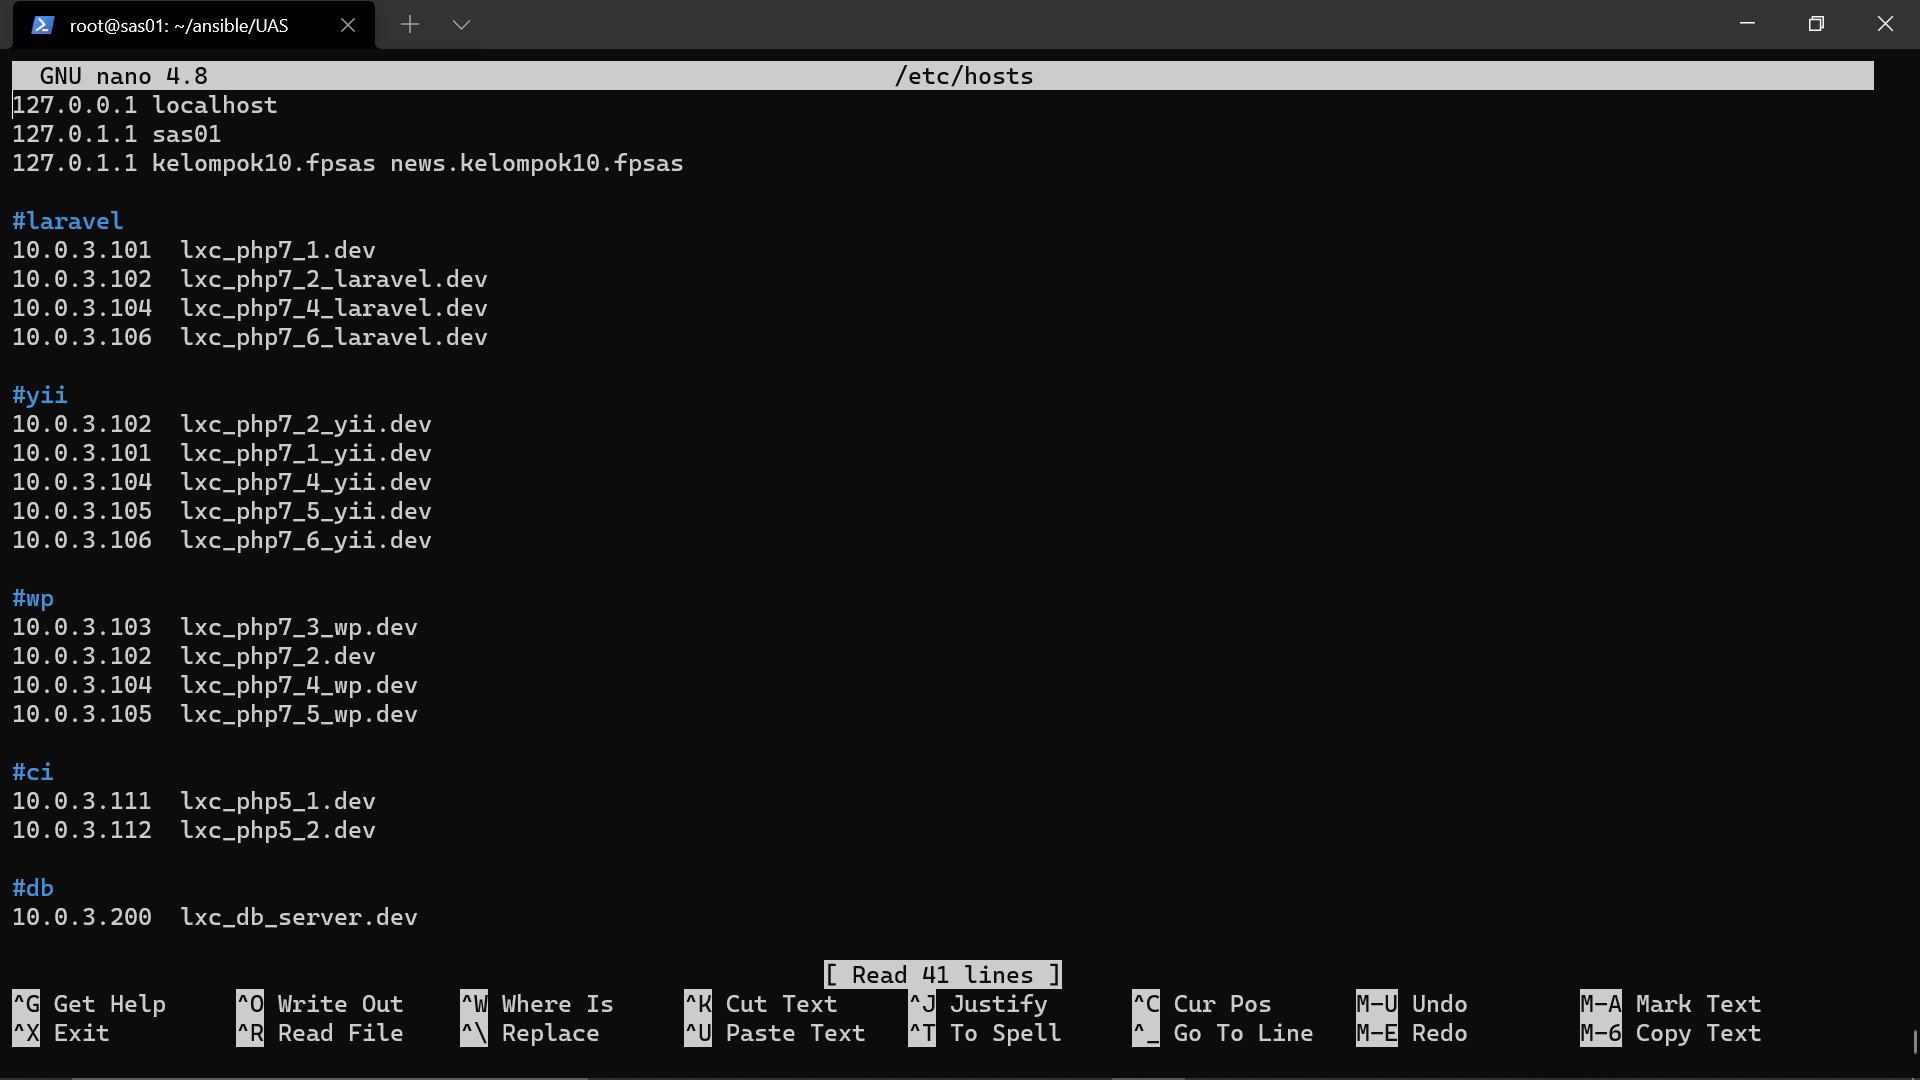 root@sas01: ~/ansible/UAS
GNU nano 4.8 /etc/hosts
127.0.0.1 localhost
127.0.1.1 sas01
127.0.1.1 kelompok10.fpsas news.kelompok10.fpsas
#laravel
10.0.3.101  lxc_php7_1.dev
10.0.3.102  lxc_php7_2_laravel.dev
10.0.3.104  lxc_php7_4_laravel.dev
10.0.3.106  lxc_php7_6_laravel.dev
#yii
10.0.3.102  lxc_php7_2_yii.dev
10.0.3.101  lxc_php7_1_yii.dev
10.0.3.104  lxc_php7_4_yii.dev
10.0.3.105  lxc_php7_5_yii.dev
10.0.3.106  lxc_php7_6_yii.dev
#wp
10.0.3.103  lxc_php7_3_wp.dev
10.0.3.102  lxc_php7_2.dev
10.0.3.104  lxc_php7_4_wp.dev
10.0.3.105  lxc_php7_5_wp.dev
#ci
10.0.3.111  lxc_php5_1.dev
10.0.3.112  lxc_php5_2.dev
#db
10.0.3.200  lxc_db_server.dev
[ Read 41 lines ]
^G Get Help ^O Write Out ^W Where Is ^K Cut Text ^J Justify ^C Cur Pos M-U Undo M-A Mark Text
^X Exit ^R Read File ^\ Replace ^U Paste Text ^T To Spell ^_ Go To Line M-E Redo M-6 Copy Text